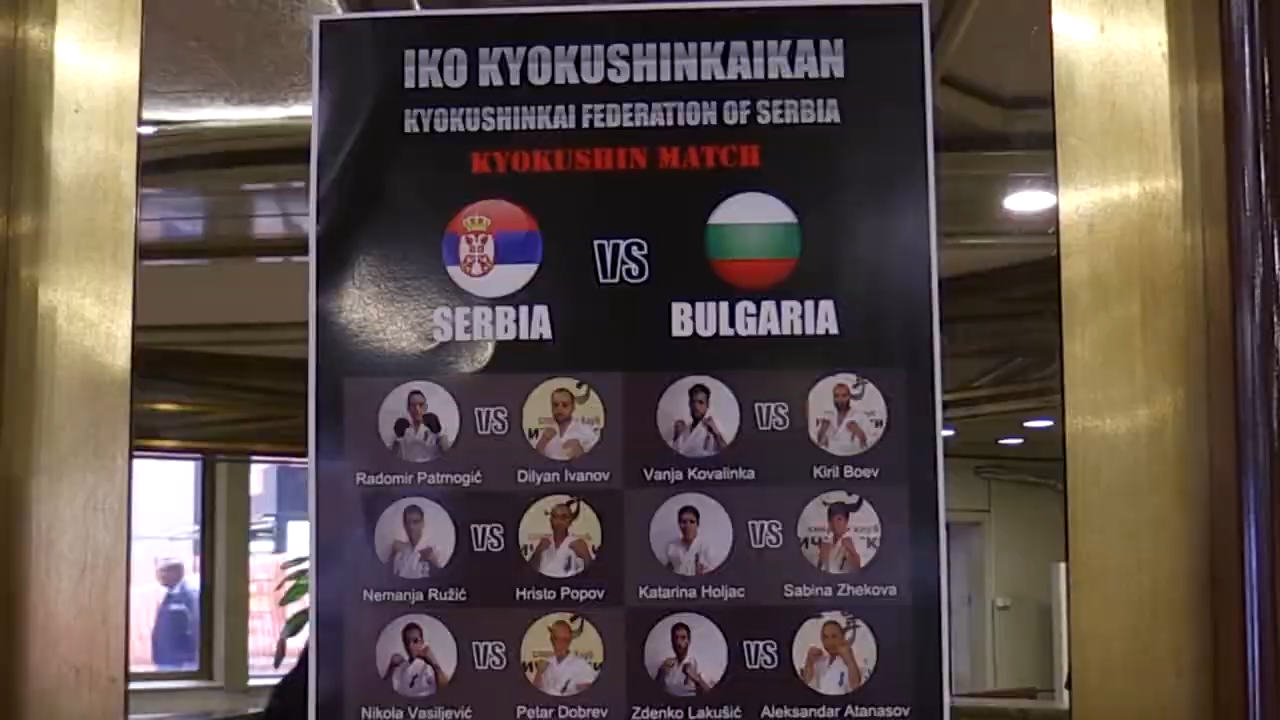 IKO KYOKUSHINKAIKAN
KYOKUSHINKAI FEDERATION OF SERBIA
KYOKUSHIN MATCH
VS
SERBIA BULGARIA
VS VS
Radomir Patrnogić Dilyan Ivanov Vanja Kovalinka Kiril Boev
VS VS
Nemanja Ružić Hristo Popov Katarina Holjac Sabina Zhekova
VS VS
Nikola Vasiljević Petar Dobrev Zdenko Lakušić Aleksandar Atanasov